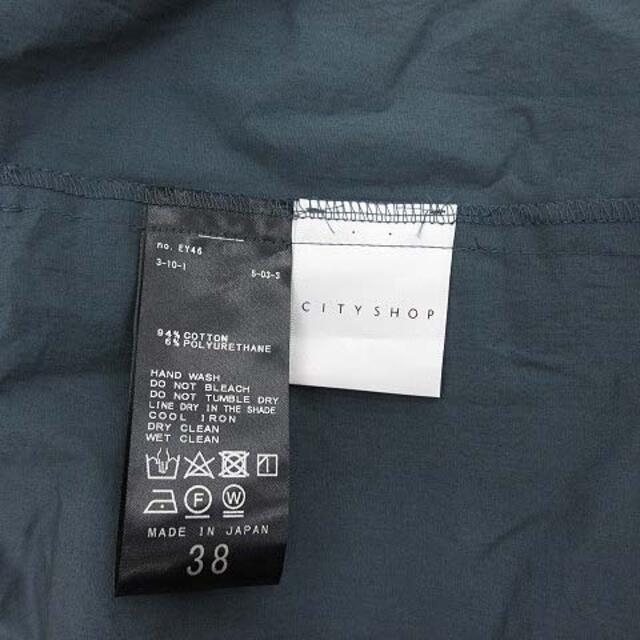 no. EY46
3-10-1 5-03-3
94% COTTON
6% POLYURETHANE
HAND WASH
DO NOT BLEACH
DO NOT TUMBLE DRY
LINE DRY IN THE SHADE
COOL IRON
DRY CLEAN
WET CLEAN
F W
MADE IN JAPAN
38
CITYSHOP